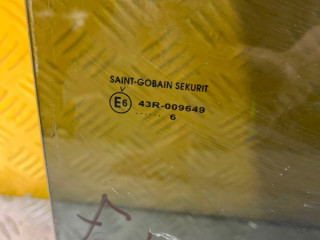 SAINT-GOBAIN SEKURIT
V
E6 43R-009649
....... 6